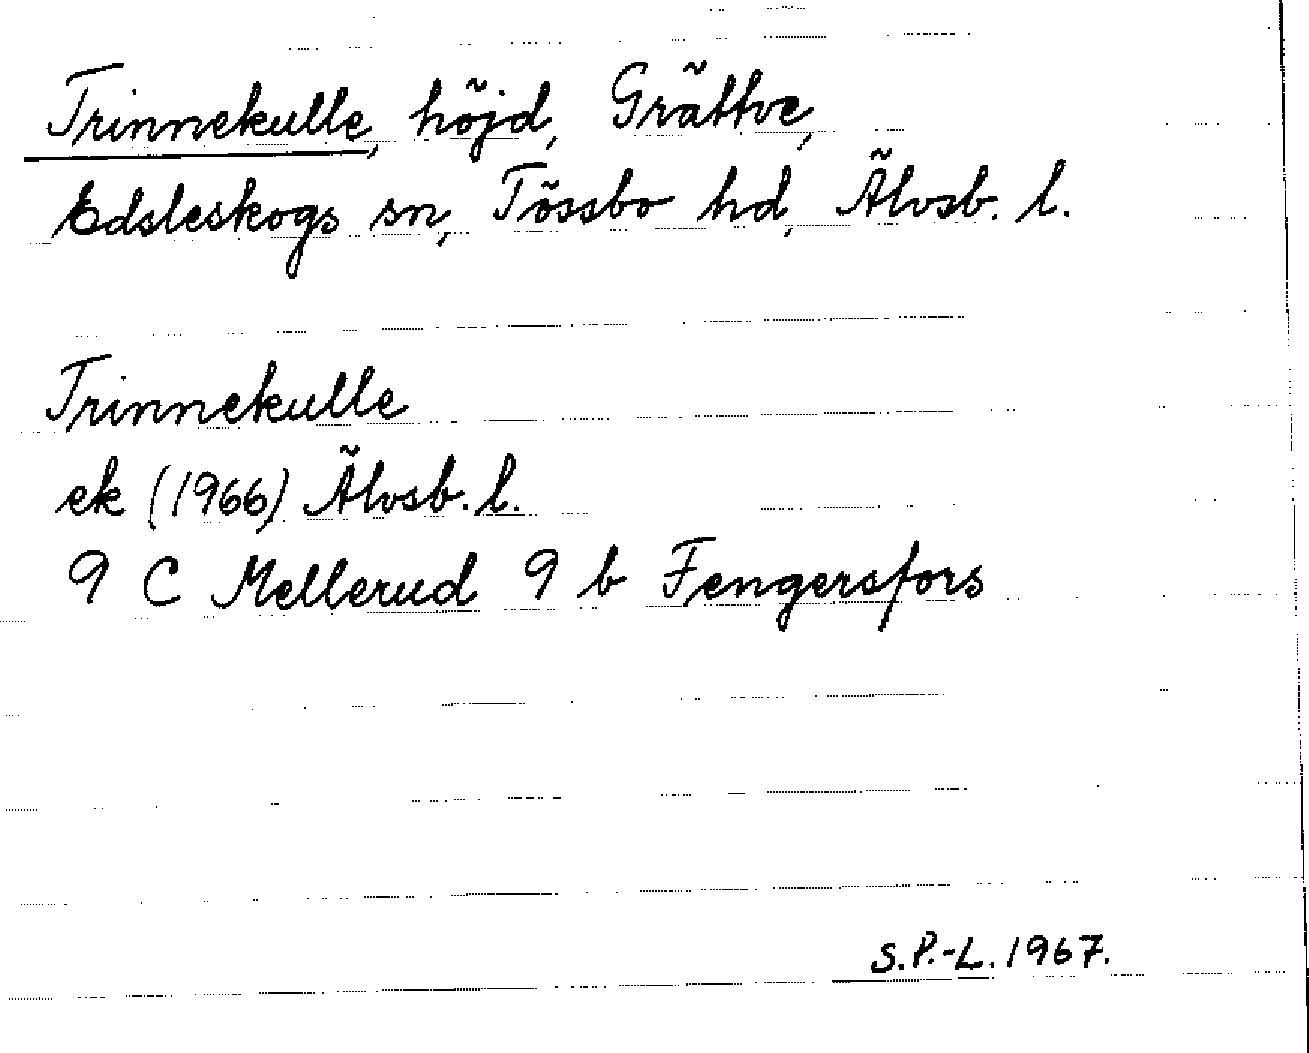 Trinnekulle, höjd, Grättve,
Edsleskogs sn, Tössbo hd, Älvsb. l.
Trinnekulle
ek (1966) Älvsb. l.
9 C Mellerud 9 b Fengersfors
S.P.-L. 1967.